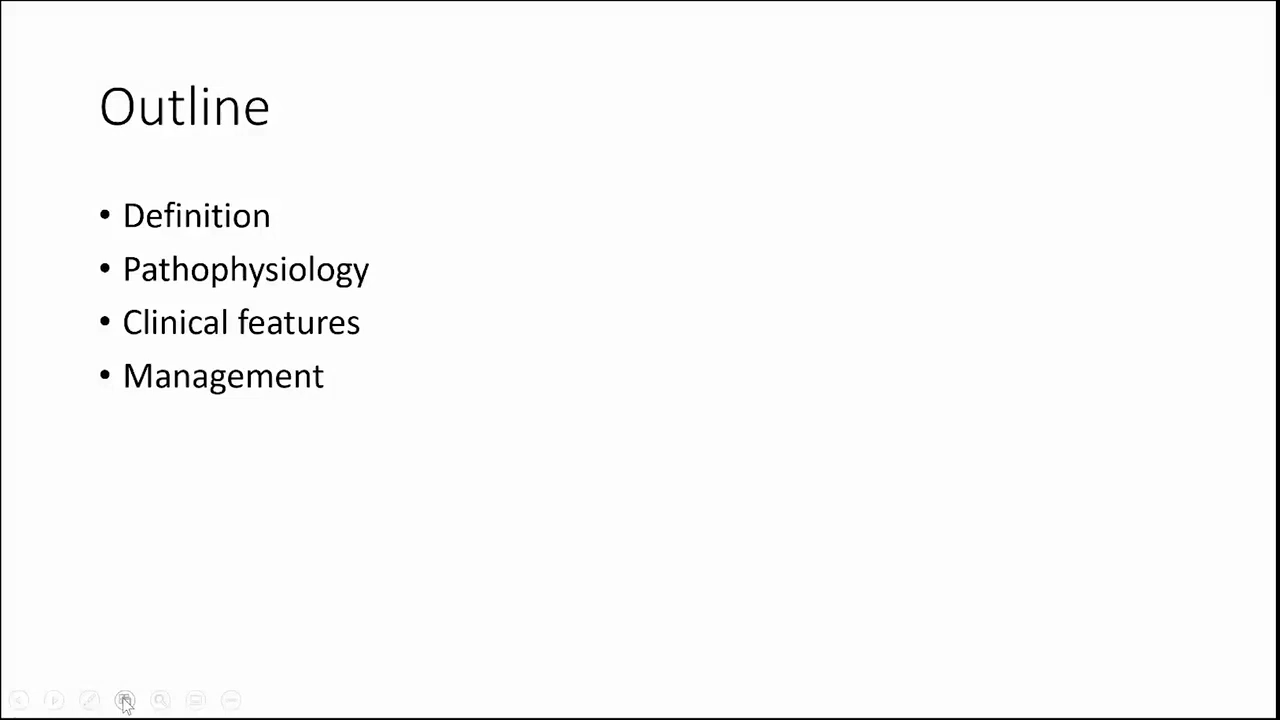 Outline
• Definition
• Pathophysiology
• Clinical features
• Management